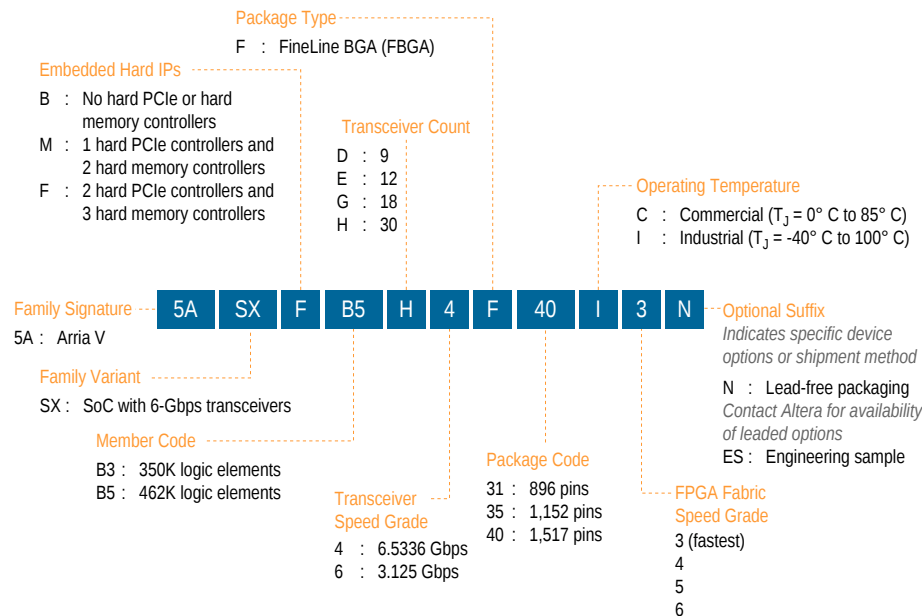 Package Type
F : FineLine BGA (FBGA)
Embedded Hard IPs
B : No hard PCIe or hard
memory controllers
M : 1 hard PCIe controllers and
2 hard memory controllers
F : 2 hard PCIe controllers and
3 hard memory controllers
Transceiver Count
D : 9
E : 12
G : 18
H : 30
Operating Temperature
C : Commercial (TJ = 0° C to 85° C)
I : Industrial (TJ = -40° C to 100° C)
Family Signature
5A : Arria V
5A SX F B5 H 4 F 40 I 3 N
Optional Suffix
Indicates specific device
options or shipment method
N : Lead-free packaging
Contact Altera for availability
of leaded options
ES : Engineering sample
Family Variant
SX : SoC with 6-Gbps transceivers
Member Code
B3 : 350K logic elements
B5 : 462K logic elements
Transceiver
Speed Grade
4 : 6.5336 Gbps
6 : 3.125 Gbps
Package Code
31 : 896 pins
35 : 1,152 pins
40 : 1,517 pins
FPGA Fabric
Speed Grade
3 (fastest)
4
5
6